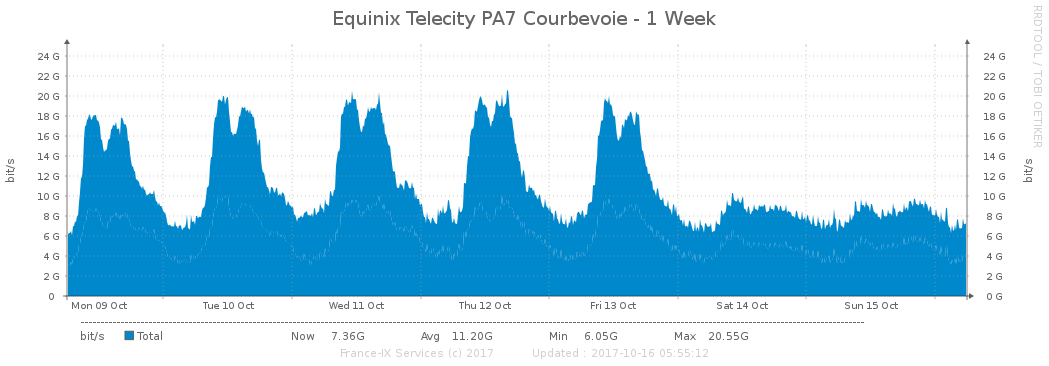 Equinix Telecity PA7 Courbevoie - 1 Week
RRDTOOL / TOBI OETIKER
bit/s
24 G
22 G
20 G
18 G
16 G
14 G
12 G
10 G
8 G
6 G
4 G
2 G
0
24 G
22 G
20 G
18 G
16 G
14 G
12 G
10 G
8 G
6 G
4 G
2 G
0 G
bit/s
Mon 09 Oct Tue 10 Oct Wed 11 Oct Thu 12 Oct Fri 13 Oct Sat 14 Oct Sun 15 Oct
bit/s Total Now 7.36G Avg 11.20G Min 6.05G Max 20.55G
France-IX Services (c) 2017 Updated : 2017-10-16 05:55:12